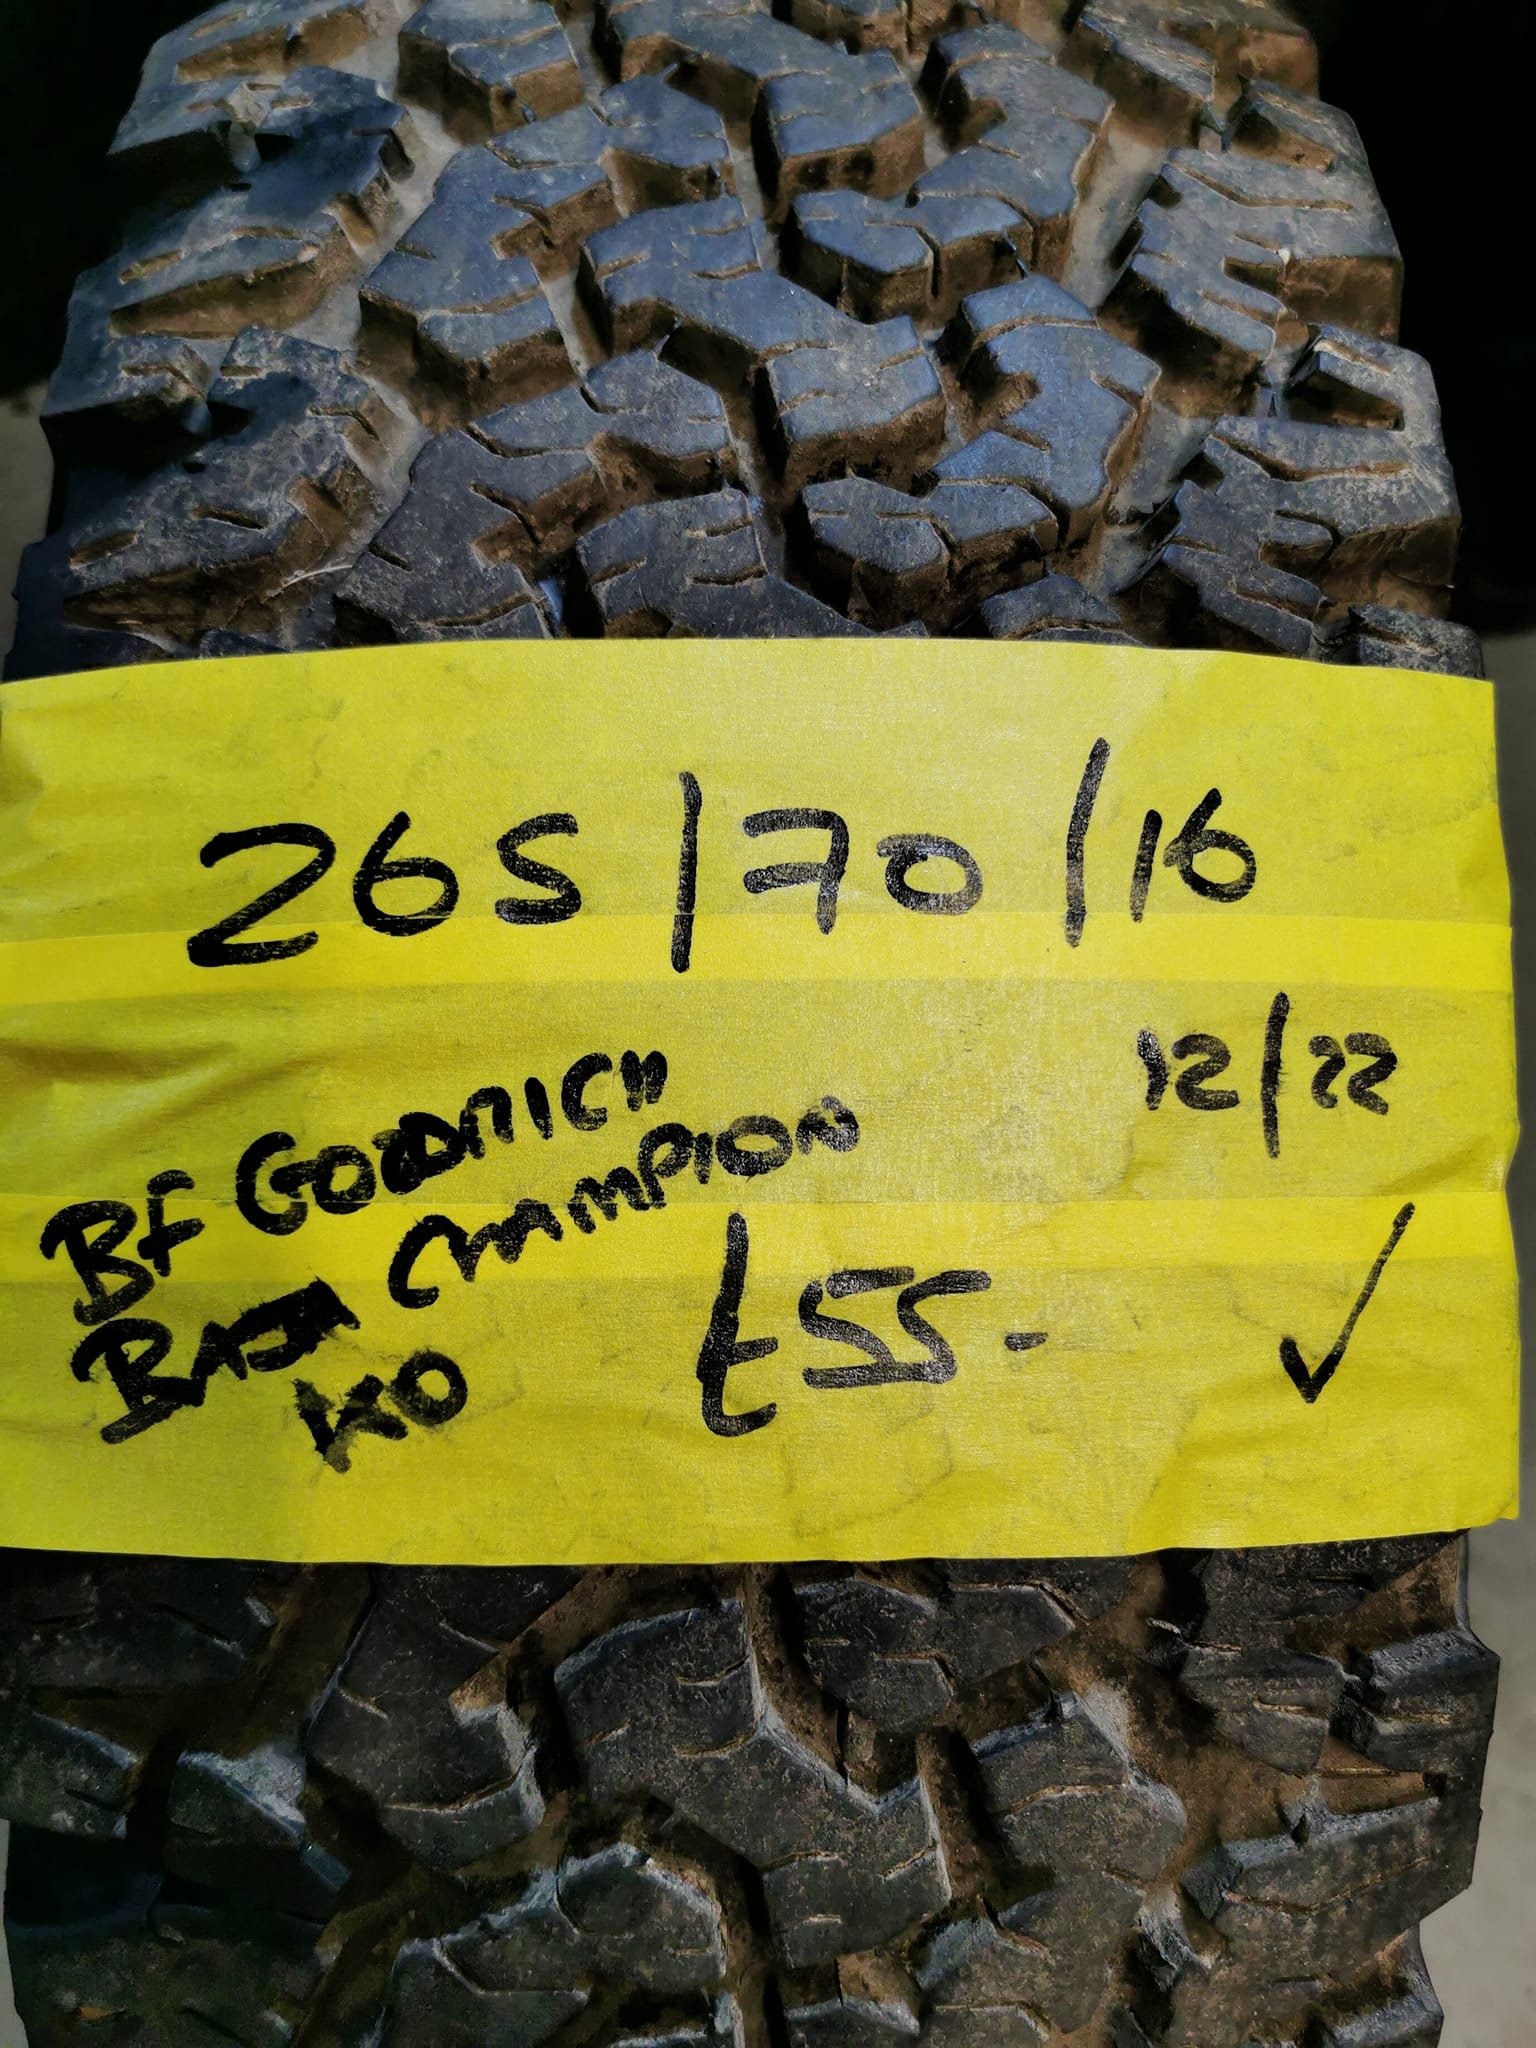 265/70/16
12/22
BF GOODRICH
BAJA CHAMPION
KO
£55-